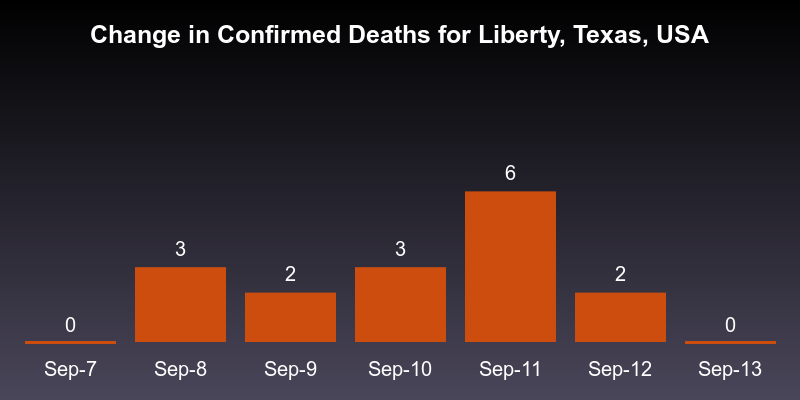 Change in Confirmed Deaths for Liberty, Texas, USA
0
3
2
3
6
2
0
Sep-7
Sep-8
Sep-9
Sep-10
Sep-11
Sep-12
Sep-13